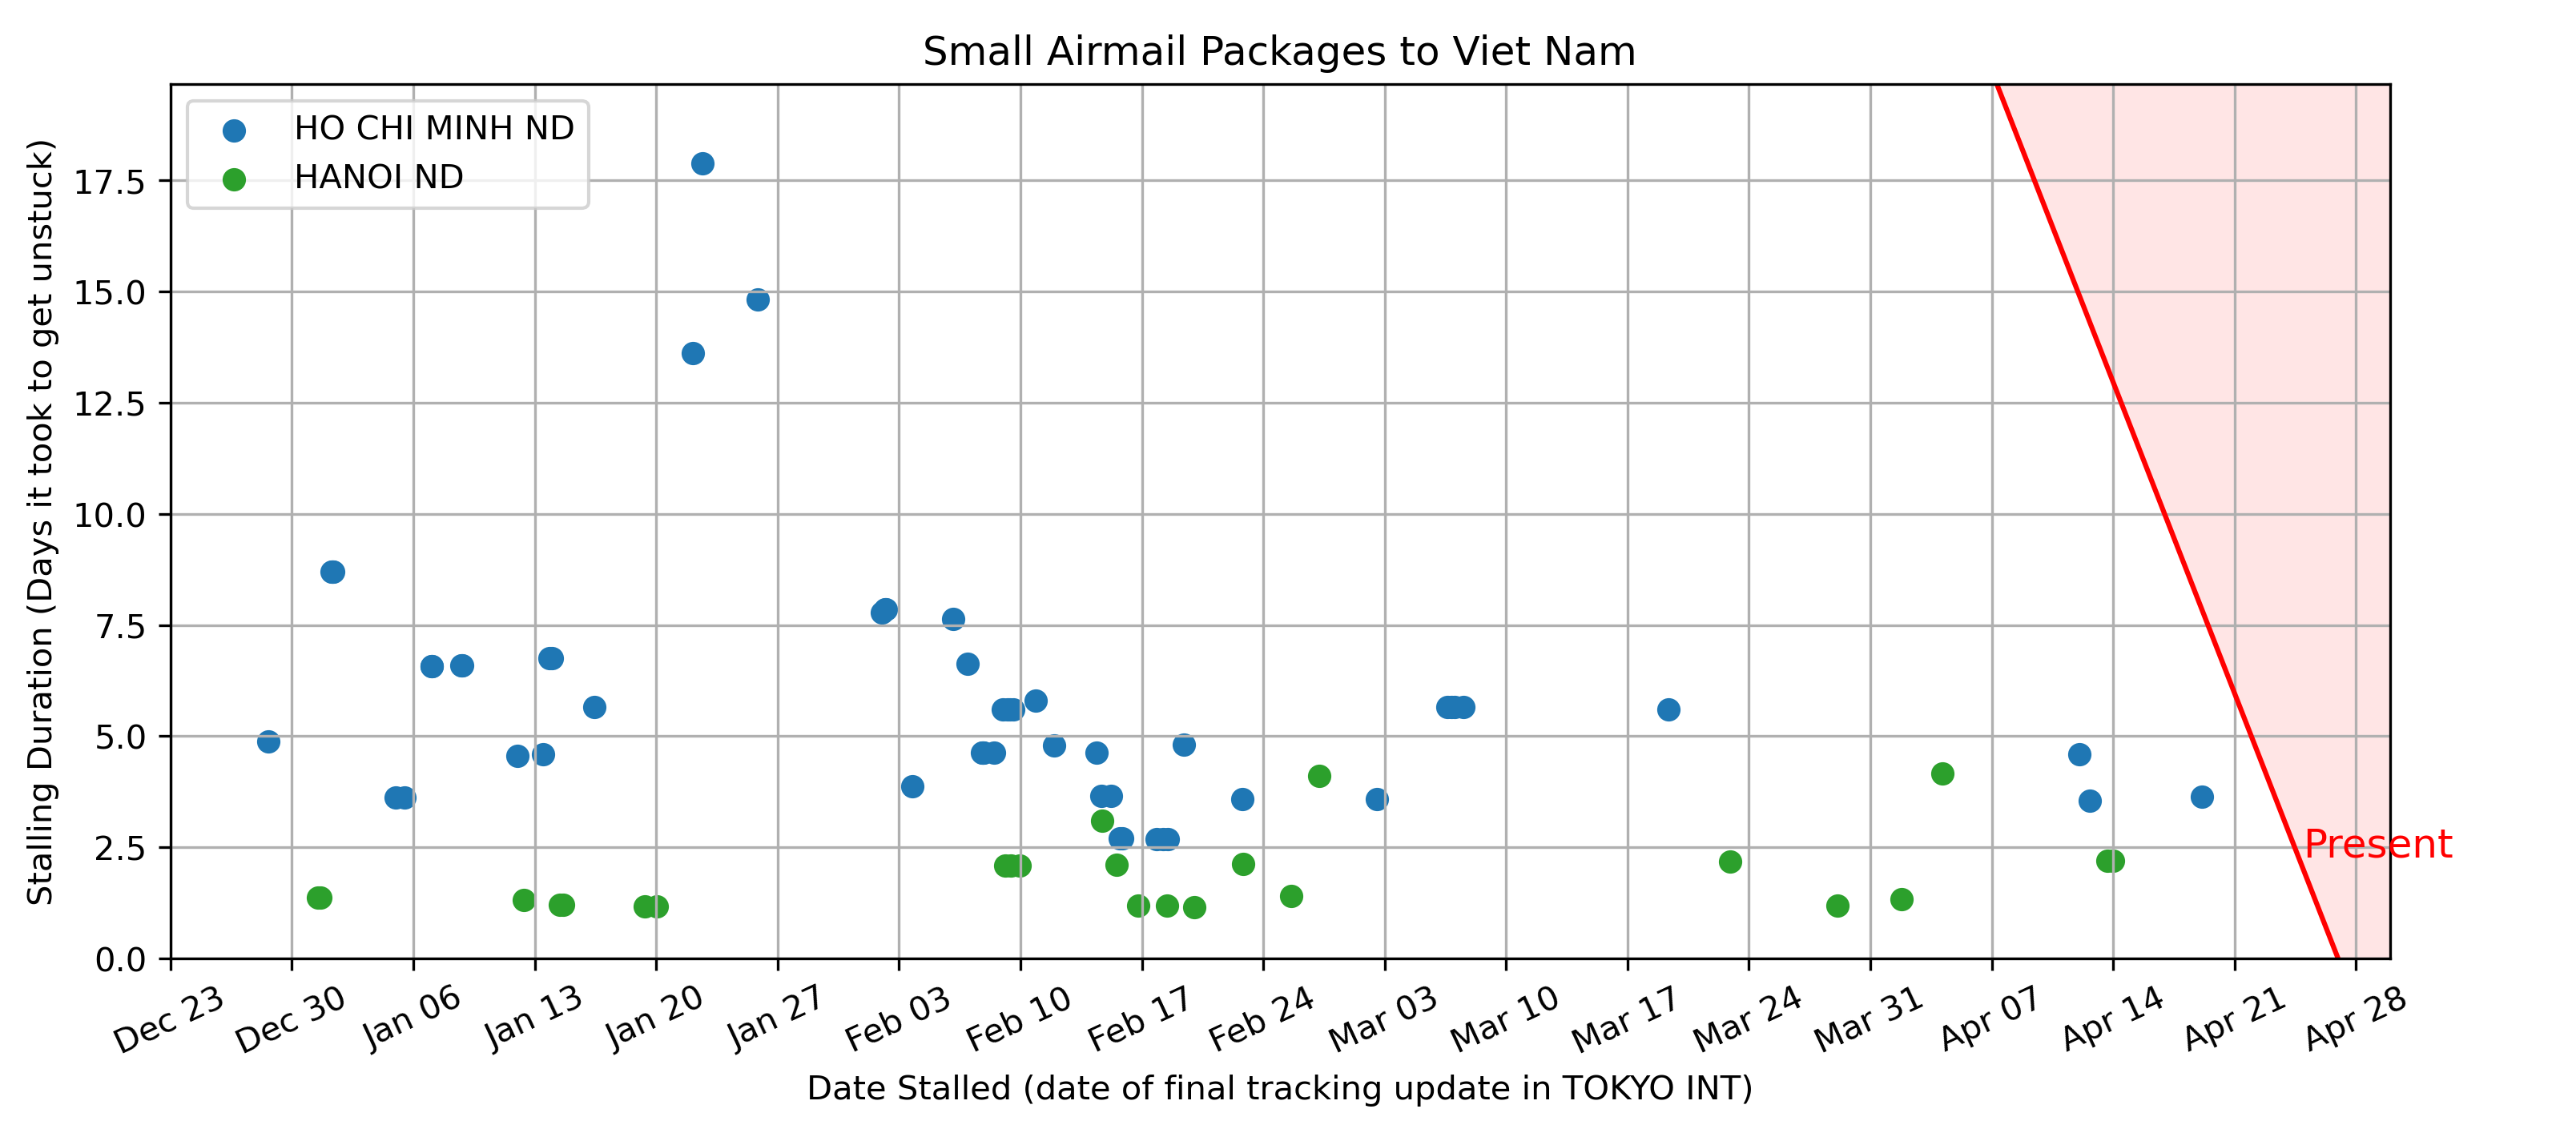 Small Airmail Packages to Viet Nam
HO CHI MINH ND
HANOI ND
Stalling Duration (Days it took to get unstuck)
17.5
15.0
12.5
10.0
7.5
5.0
2.5
0.0
Present
Dec 23
Dec 30
Jan 06
Jan 13
Jan 20
Jan 27
Feb 03
Feb 10
Feb 17
Feb 24
Mar 03
Mar 10
Mar 17
Mar 24
Mar 31
Apr 07
Apr 14
Apr 21
Apr 28
Date Stalled (date of final tracking update in TOKYO INT)